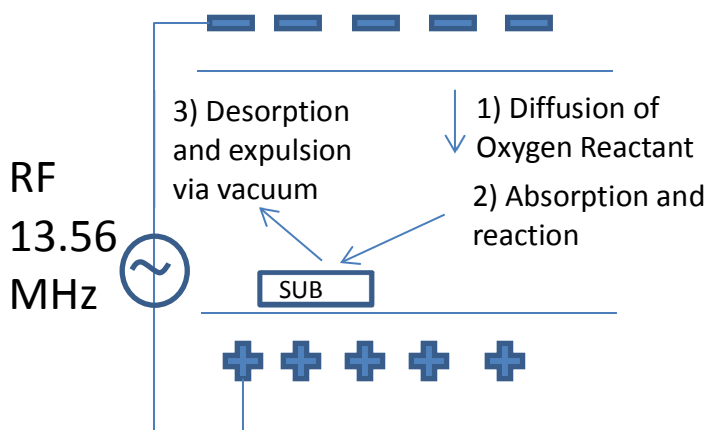 3) Desorption
and expulsion
via vacuum
1) Diffusion of
Oxygen Reactant
2) Absorption and
reaction
RF
13.56
MHz
SUB